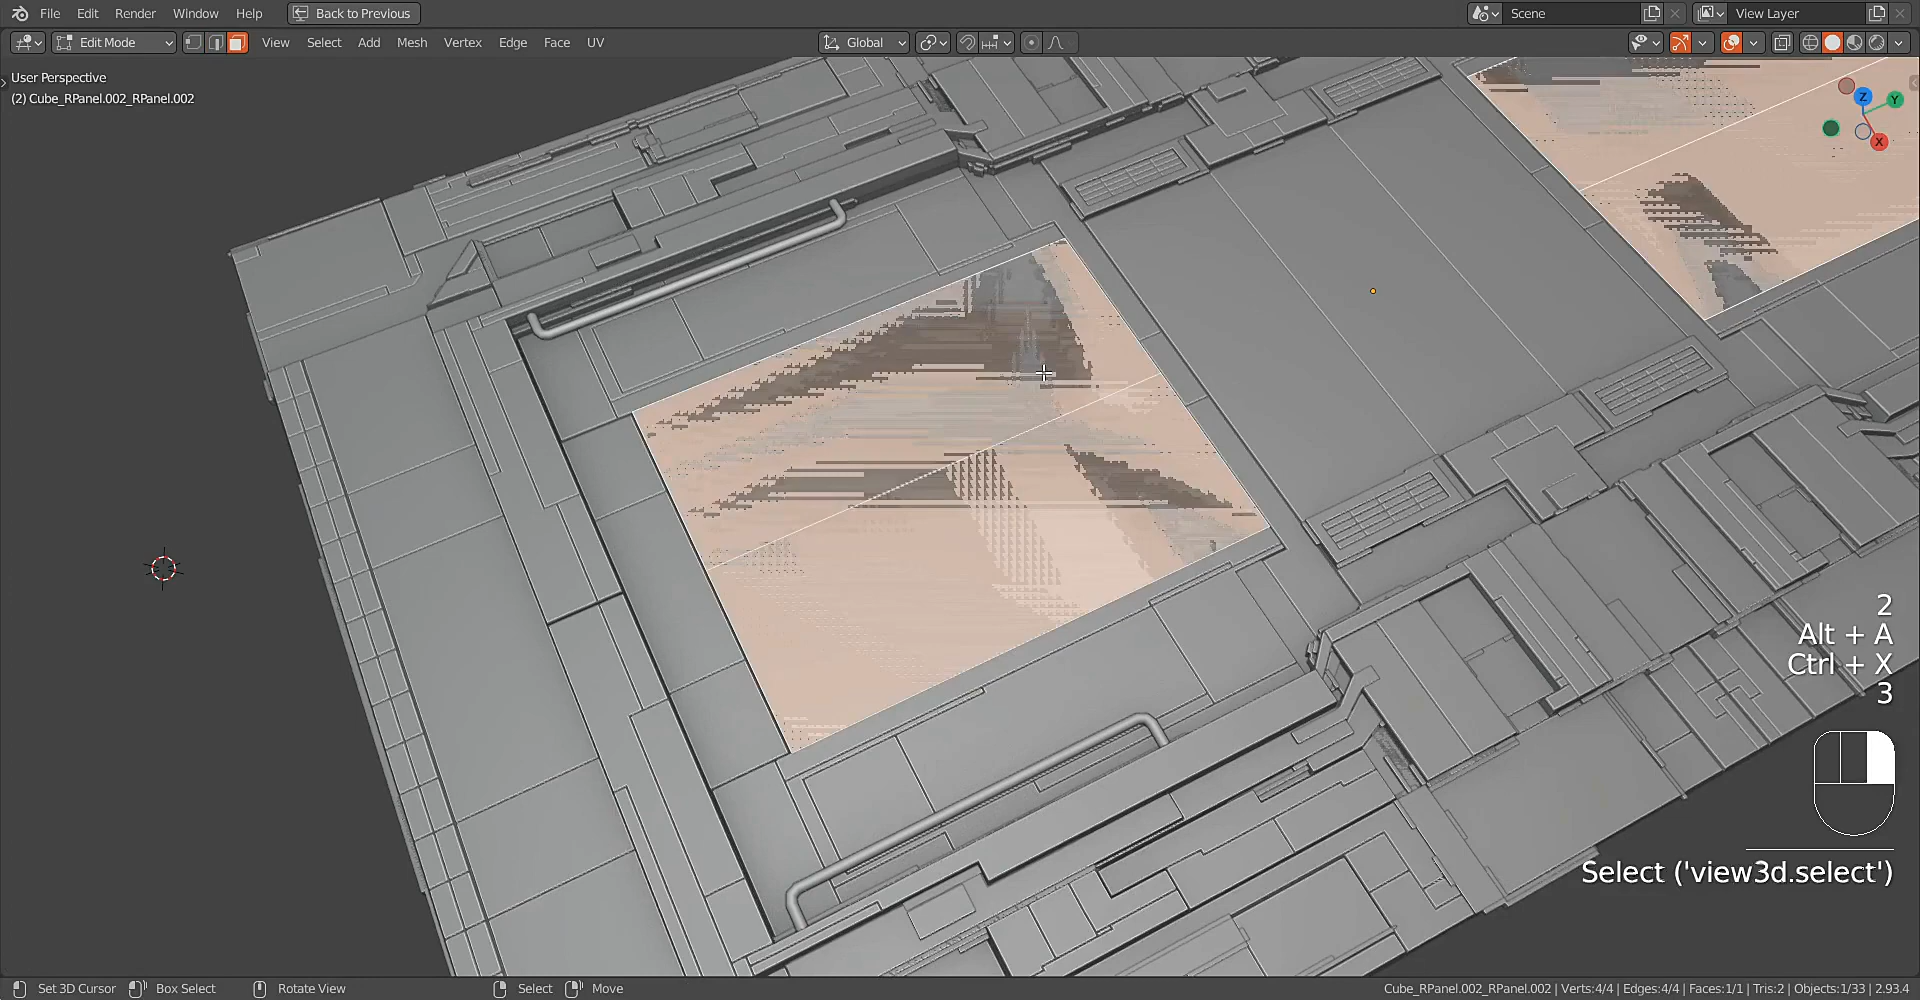 File Edit Render Window Help Back to Previous Scene View Layer
Edit Mode View Select Add Mesh Vertex Edge Face UV Global
User Perspective
(2) Cube_RPanel.002_RPanel.002
Z
Y
X
2
Alt + A
Ctrl + X
3
Select ('view3d.select')
Set 3D Cursor Box Select Rotate View Select Move Cube_RPanel.002_RPanel.002 | Verts:4/4 | Edges:4/4 | Faces:1/1 | Tris:2 | Objects:1/33 | 2.93.4